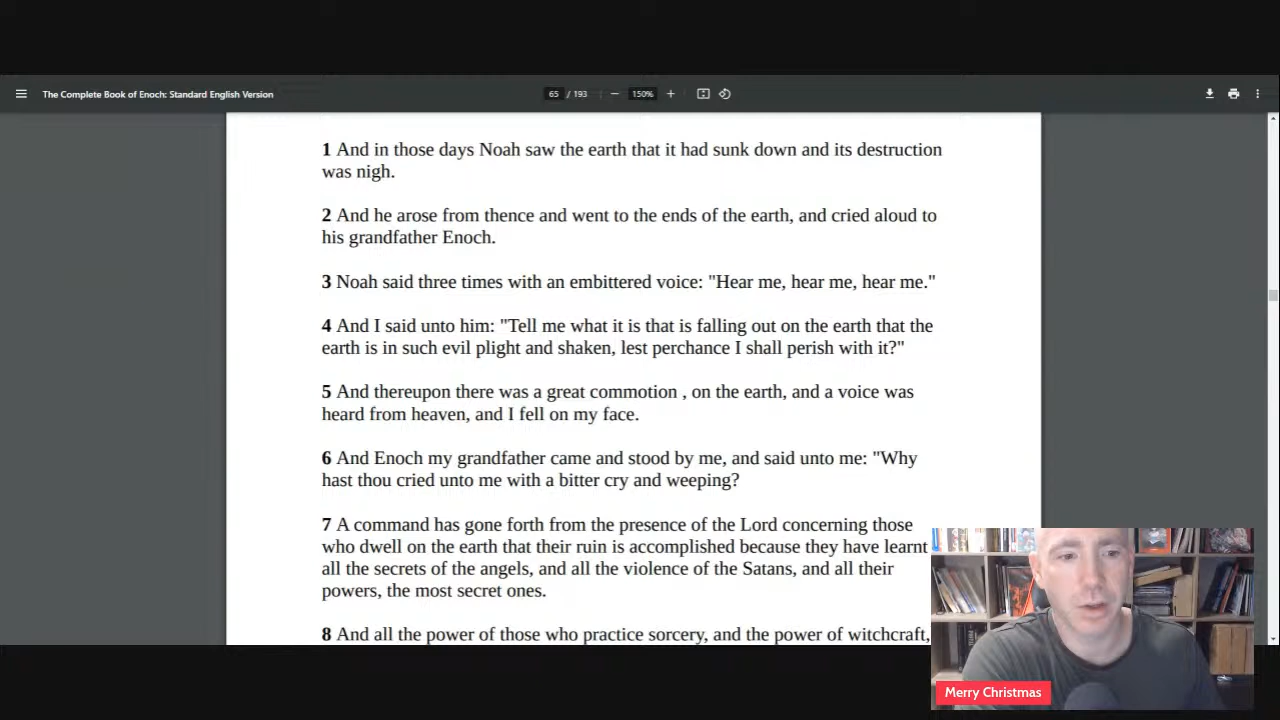 The Complete Book of Enoch: Standard English Version
65 / 193
150%
1 And in those days Noah saw the earth that it had sunk down and its destruction
was nigh.
2 And he arose from thence and went to the ends of the earth, and cried aloud to
his grandfather Enoch.
3 Noah said three times with an embittered voice: "Hear me, hear me, hear me."
4 And I said unto him: "Tell me what it is that is falling out on the earth that the
earth is in such evil plight and shaken, lest perchance I shall perish with it?"
5 And thereupon there was a great commotion , on the earth, and a voice was
heard from heaven, and I fell on my face.
6 And Enoch my grandfather came and stood by me, and said unto me: "Why
hast thou cried unto me with a bitter cry and weeping?
7 A command has gone forth from the presence of the Lord concerning those
who dwell on the earth that their ruin is accomplished because they have learnt
all the secrets of the angels, and all the violence of the Satans, and all their
powers, the most secret ones.
8 And all the power of those who practice sorcery, and the power of witchcraft,
Merry Christmas